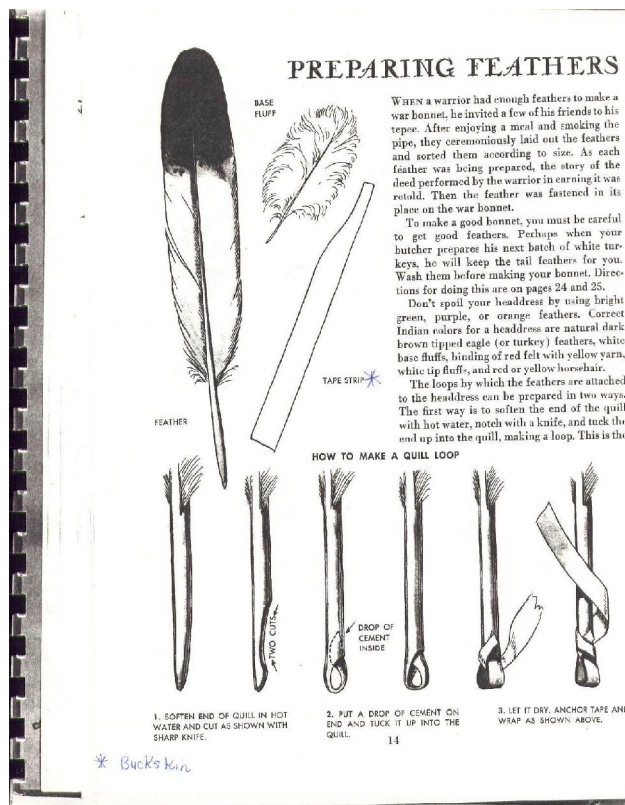 PREPARING FEATHERS
BASE
FLUFF
WHEN a warrior had enough feathers to make a
war bonnet, he invited a few of his friends to his
tepee. After enjoying a meal and smoking the
pipe, they ceremoniously laid out the feathers
and sorted them according to size. As each
feather was being prepared, the story of the
deed performed by the warrior in earning it was
retold. Then the feather was fastened in its
place on the war bonnet.
To make a good bonnet, you must be careful
to get good feathers. Perhaps when your
butcher prepares his next batch of white tur-
keys, he will keep the tail feathers for you.
Wash them before making your bonnet. Direc-
tions for doing this are on pages 24 and 25.
Don't spoil your headdress by using bright
green, purple, or orange feathers. Correct
Indian colors for a headdress are natural dark
brown tipped eagle (or turkey) feathers, white
base fluffs, binding of red felt with yellow yarn,
white tip fluffs, and red or yellow horsehair.
The loops by which the feathers are attached
to the headdress can be prepared in two ways.
The first way is to soften the end of the quill
with hot water, notch with a knife, and tuck the
end up into the quill, making a loop. This is the
TAPE STRIP *
FEATHER
HOW TO MAKE A QUILL LOOP
TWO CUTS
DROP OF
CEMENT
INSIDE
1. SOFTEN END OF QUILL IN HOT
WATER AND CUT AS SHOWN WITH
SHARP KNIFE.
2. PUT A DROP OF CEMENT ON
END AND TUCK IT UP INTO THE
QUILL.
3. LET IT DRY. ANCHOR TAPE AND
WRAP AS SHOWN ABOVE.
14
* Buckskin